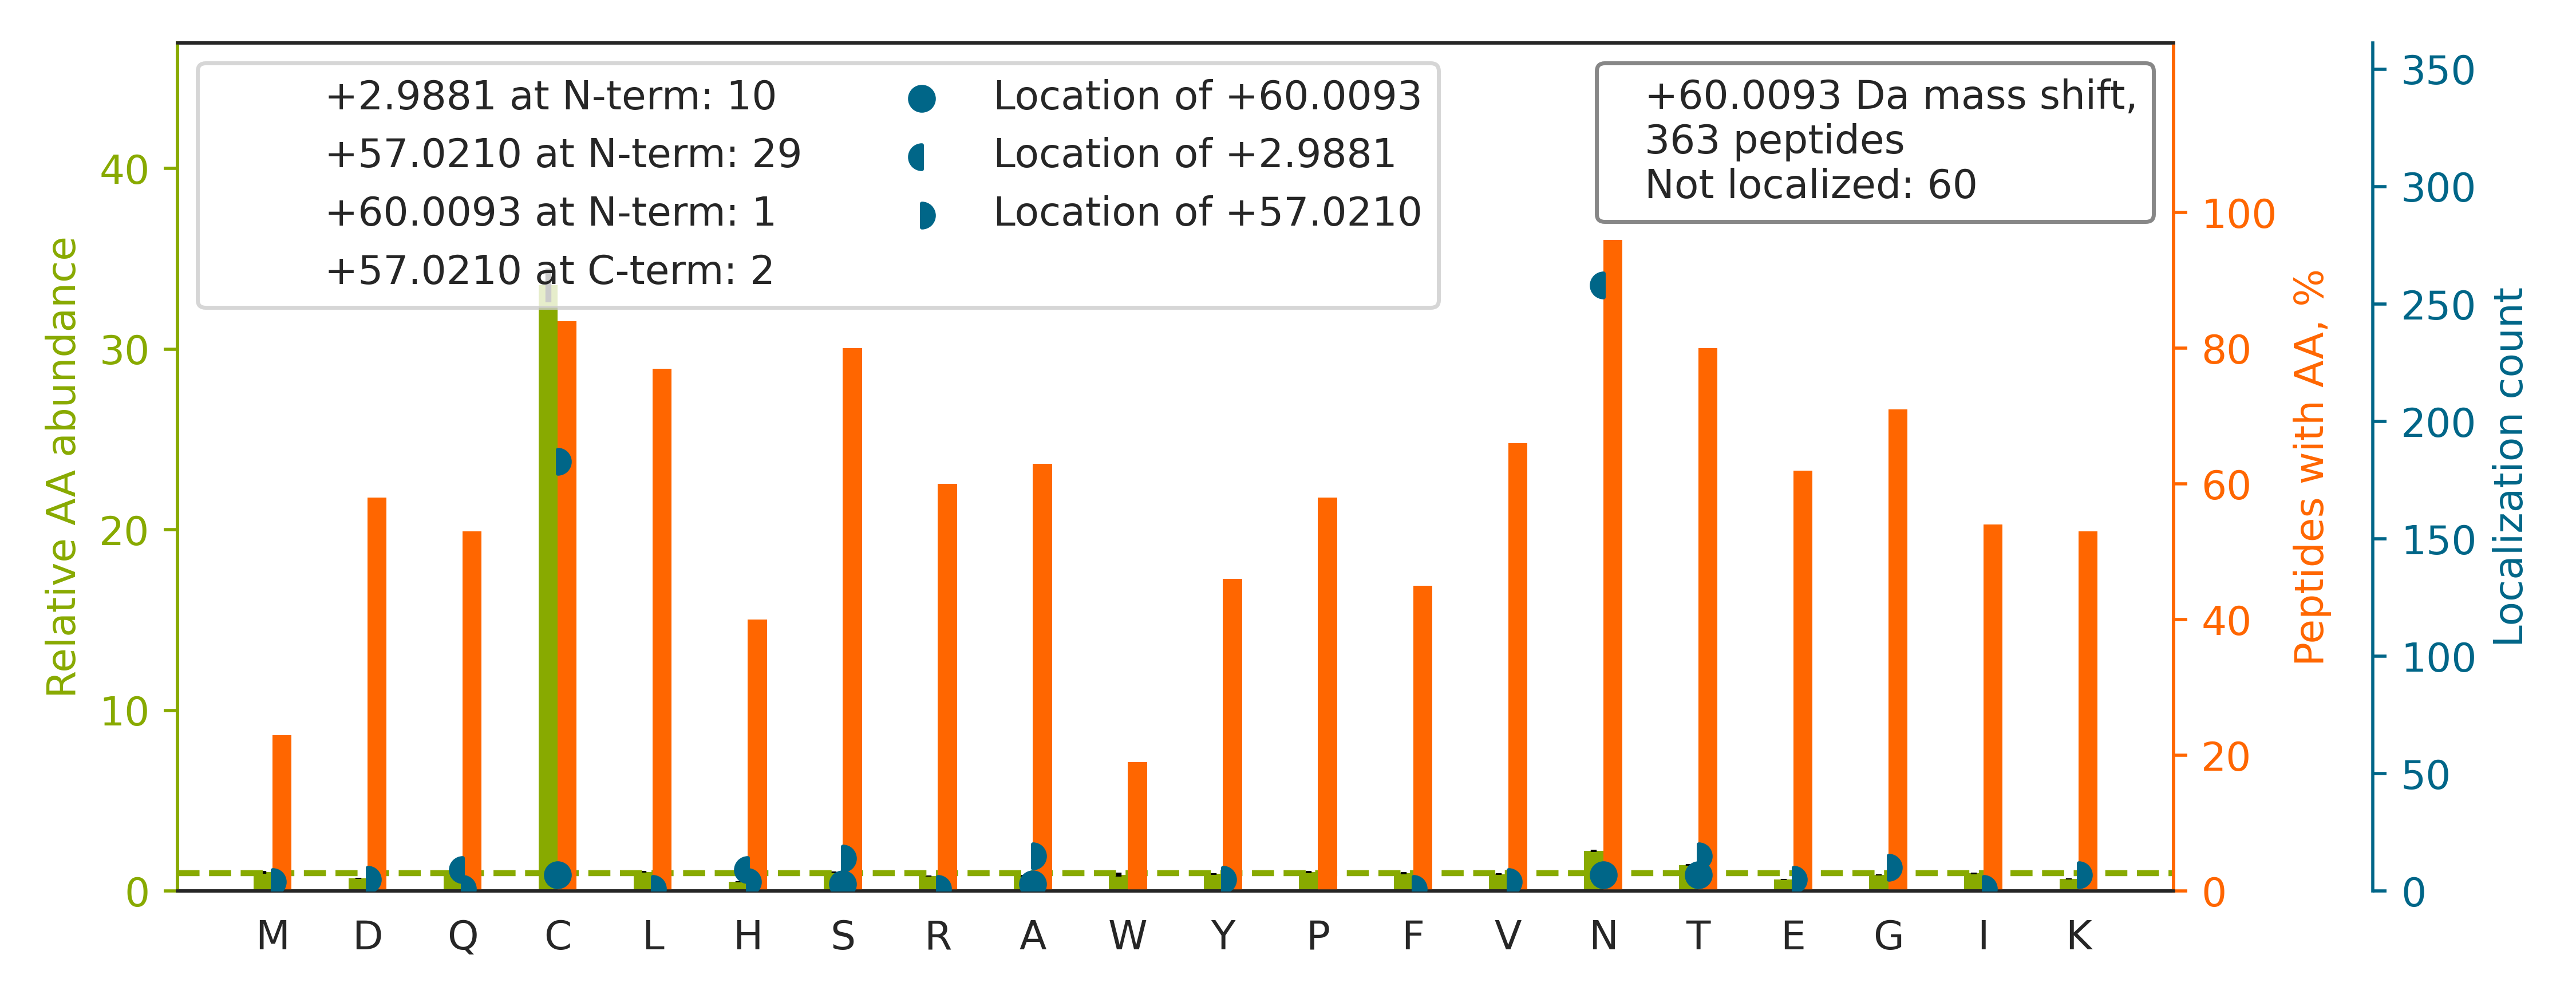 +2.9881 at N-term: 10
+57.0210 at N-term: 29
+60.0093 at N-term: 1
+57.0210 at C-term: 2
Location of +60.0093
Location of +2.9881
Location of +57.0210
+60.0093 Da mass shift,
363 peptides
Not localized: 60
Relative AA abundance
40
30
20
10
0
Peptides with AA, %
100
80
60
40
20
0
Localization count
350
300
250
200
150
100
50
0
M D Q C L H S R A W Y P F V N T E G I K